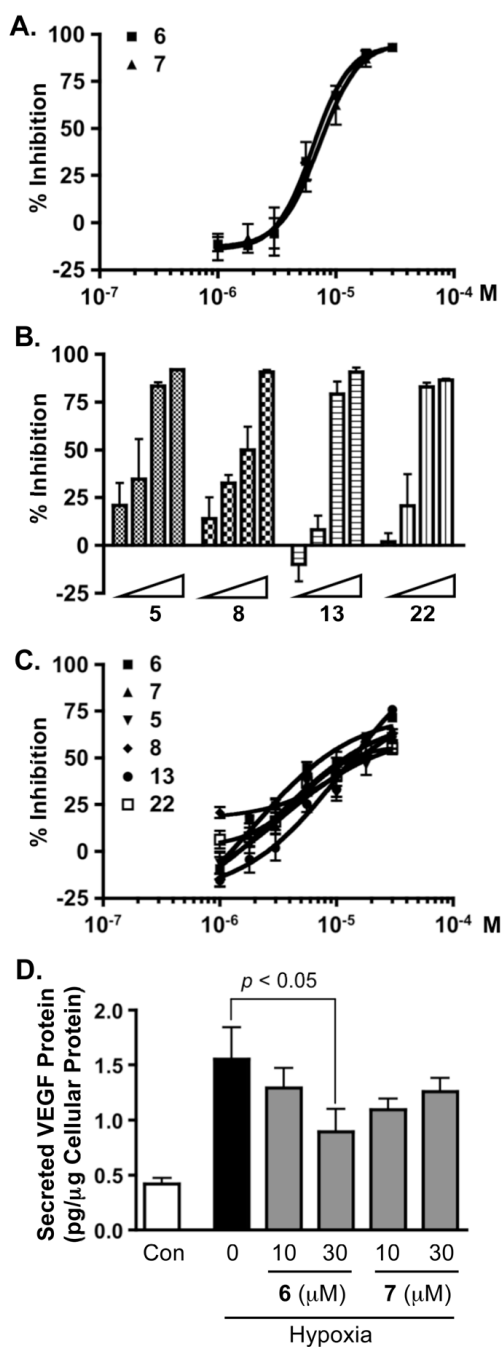 A.
6
7
% Inhibition
100
75
50
25
0
-25
10-7 10-6 10-5 10-4 M
B.
% Inhibition
100
75
50
25
0
-25
5 8 13 22
C.
6
7
5
8
13
22
% Inhibition
100
75
50
25
0
-25
10-7 10-6 10-5 10-4 M
D.
p < 0.05
Secreted VEGF Protein
(pg/μg Cellular Protein)
2.0
1.5
1.0
0.5
0.0
Con 0 10 30 10 30
6 (μM) 7 (μM)
Hypoxia